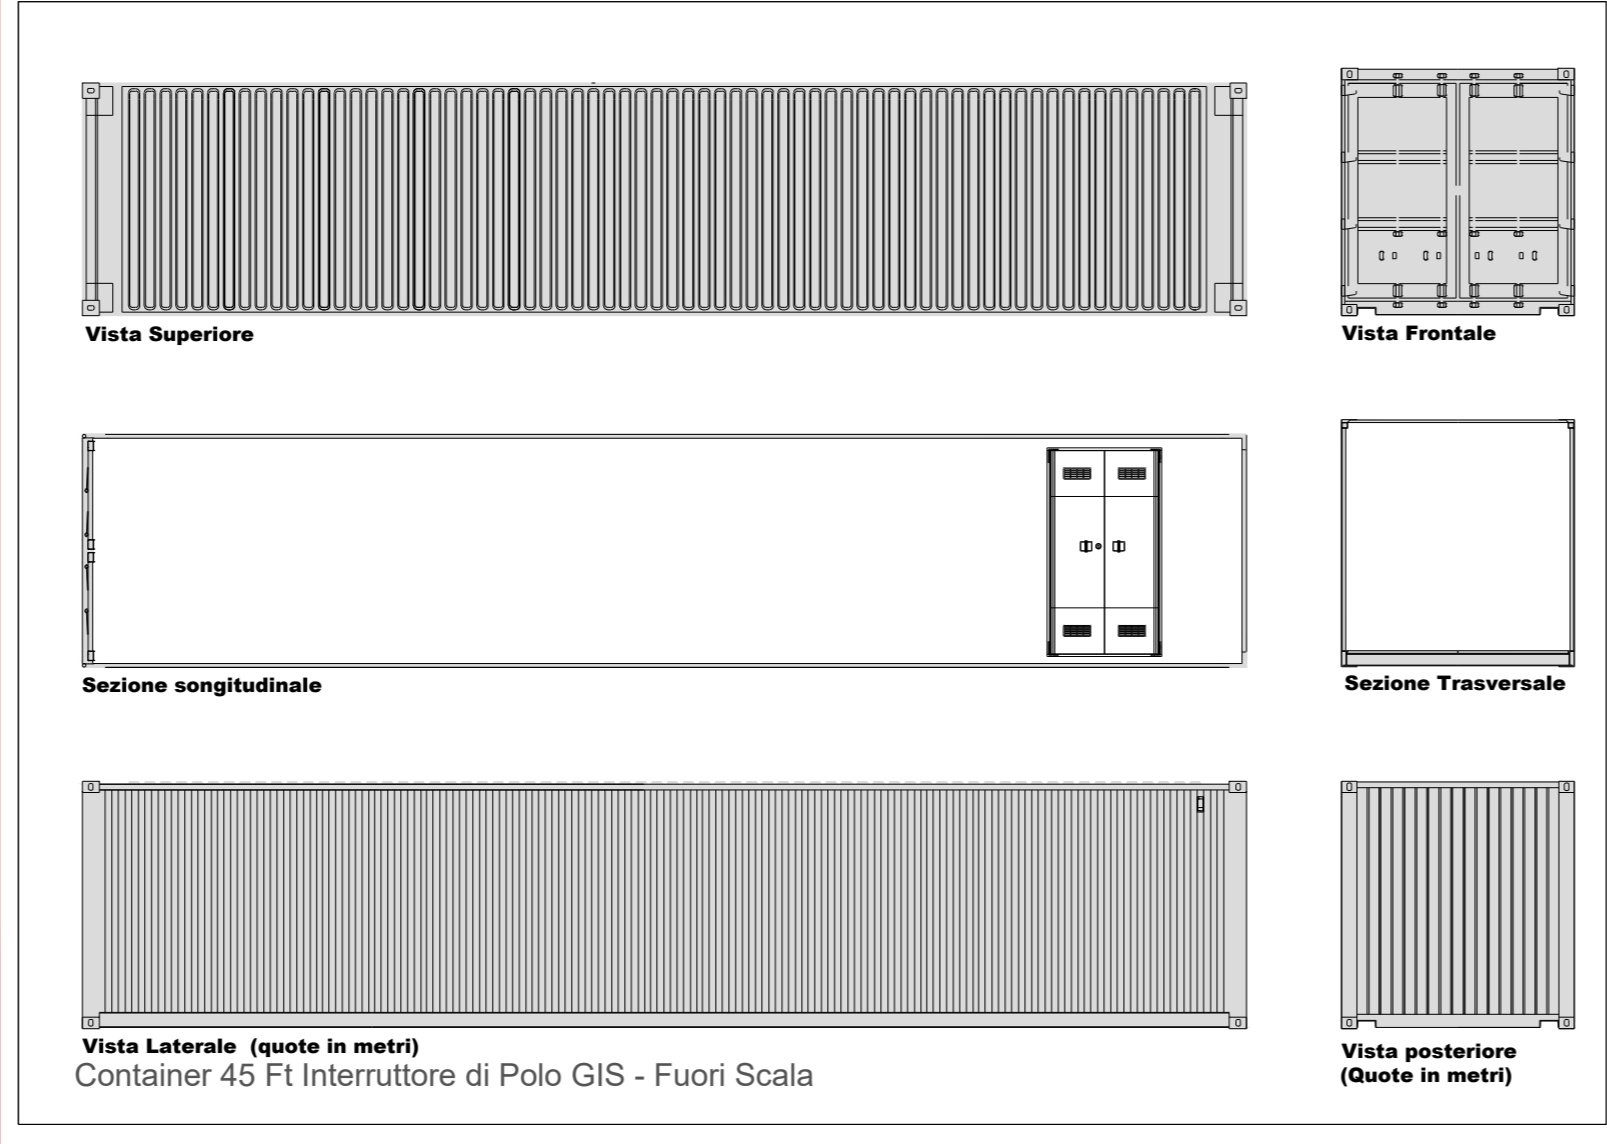 Vista Superiore
Vista Frontale
Sezione songitudinale
Sezione Trasversale
Vista Laterale (quote in metri)
Container 45 Ft Interruttore di Polo GIS - Fuori Scala
Vista posteriore
(Quote in metri)